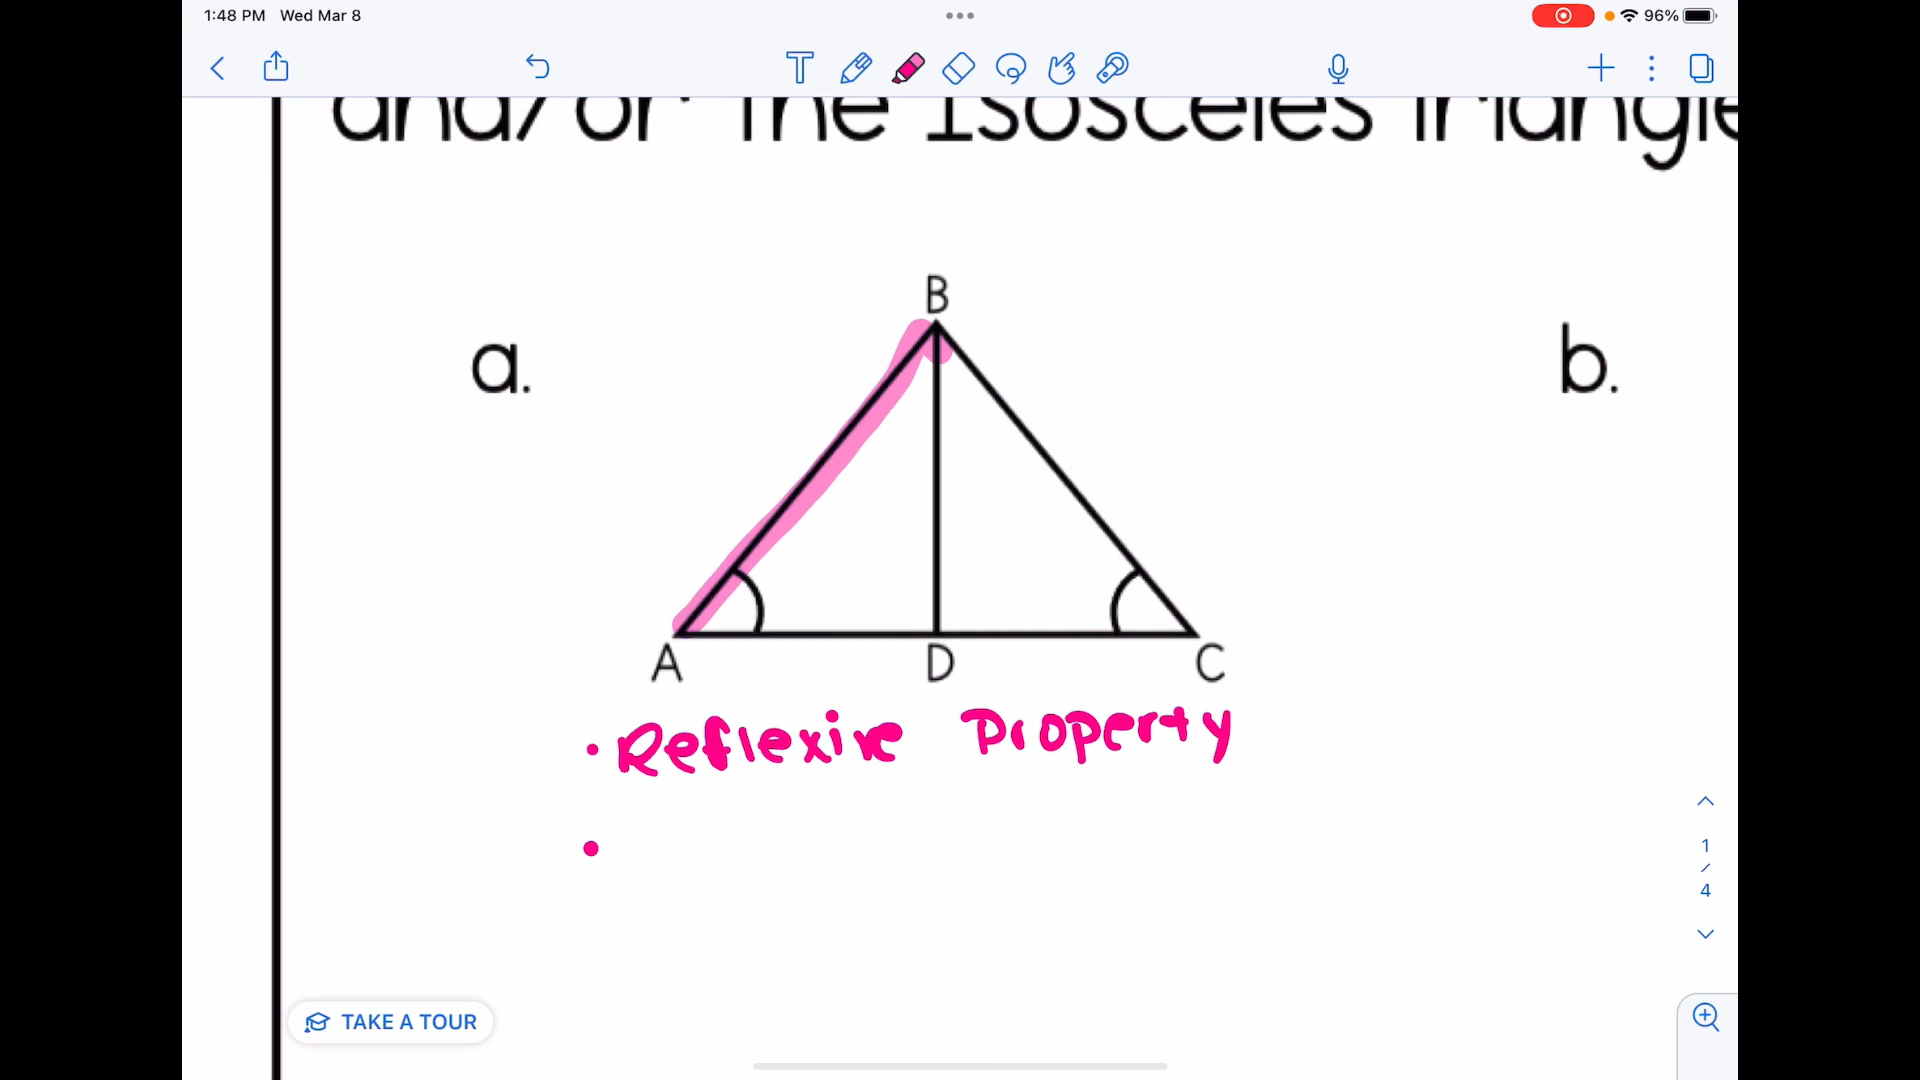 1:48 PM Wed Mar 8
96%
and/or the Isosceles Triangle
B
a.
b.
A D C
• Reflexive Property
•
1
/
4
TAKE A TOUR